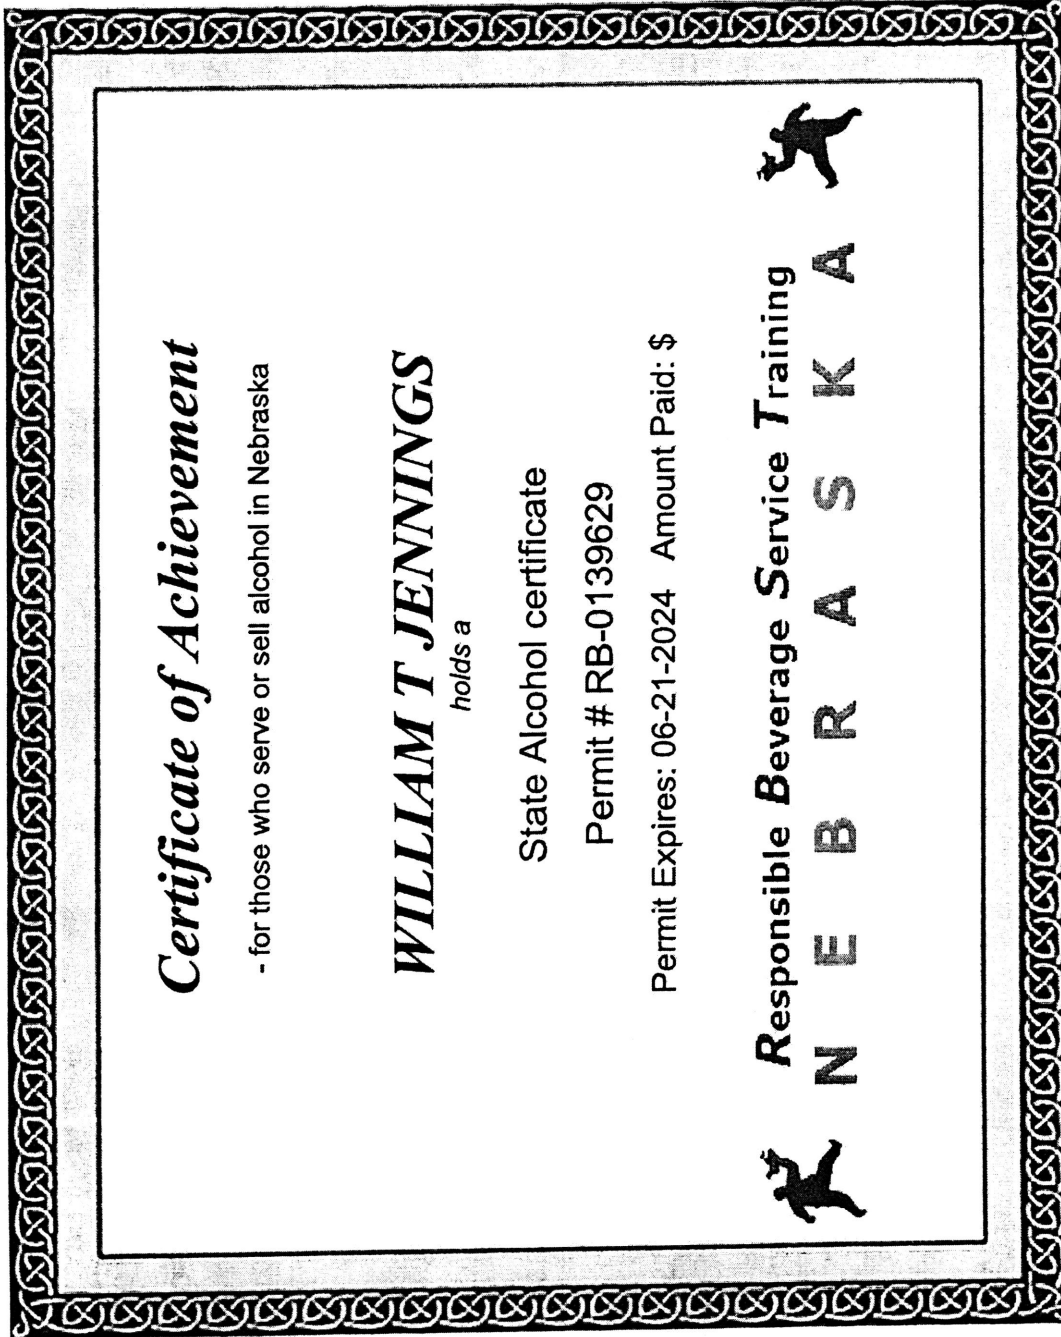 Certificate of Achievement
- for those who serve or sell alcohol in Nebraska
WILLIAM T JENNINGS
holds a
State Alcohol certificate
Permit # RB-0139629
Permit Expires: 06-21-2024 Amount Paid: $
Responsible Beverage Service Training
N E B R A S K A